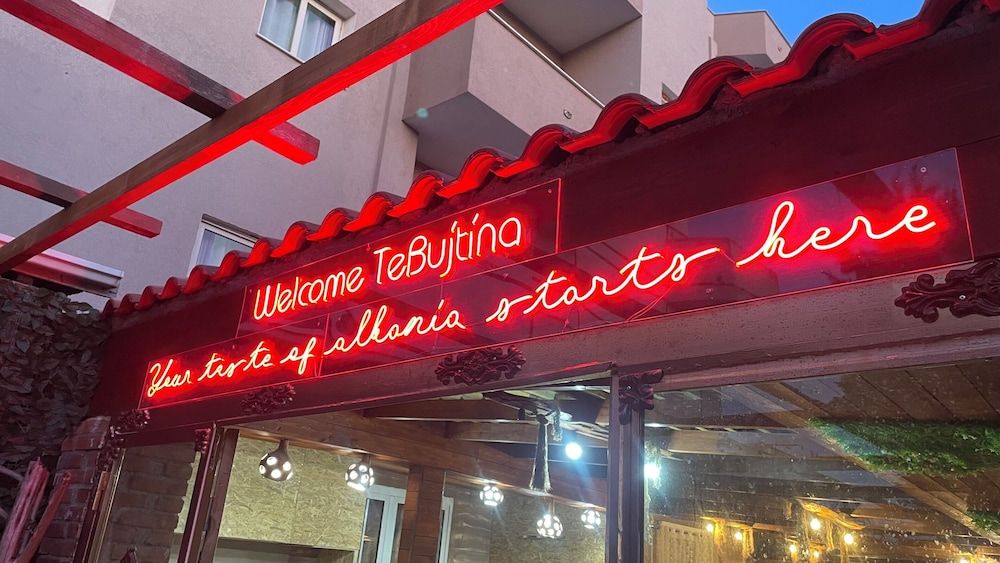 Welcome TeBujtina
Your taste of albania starts here